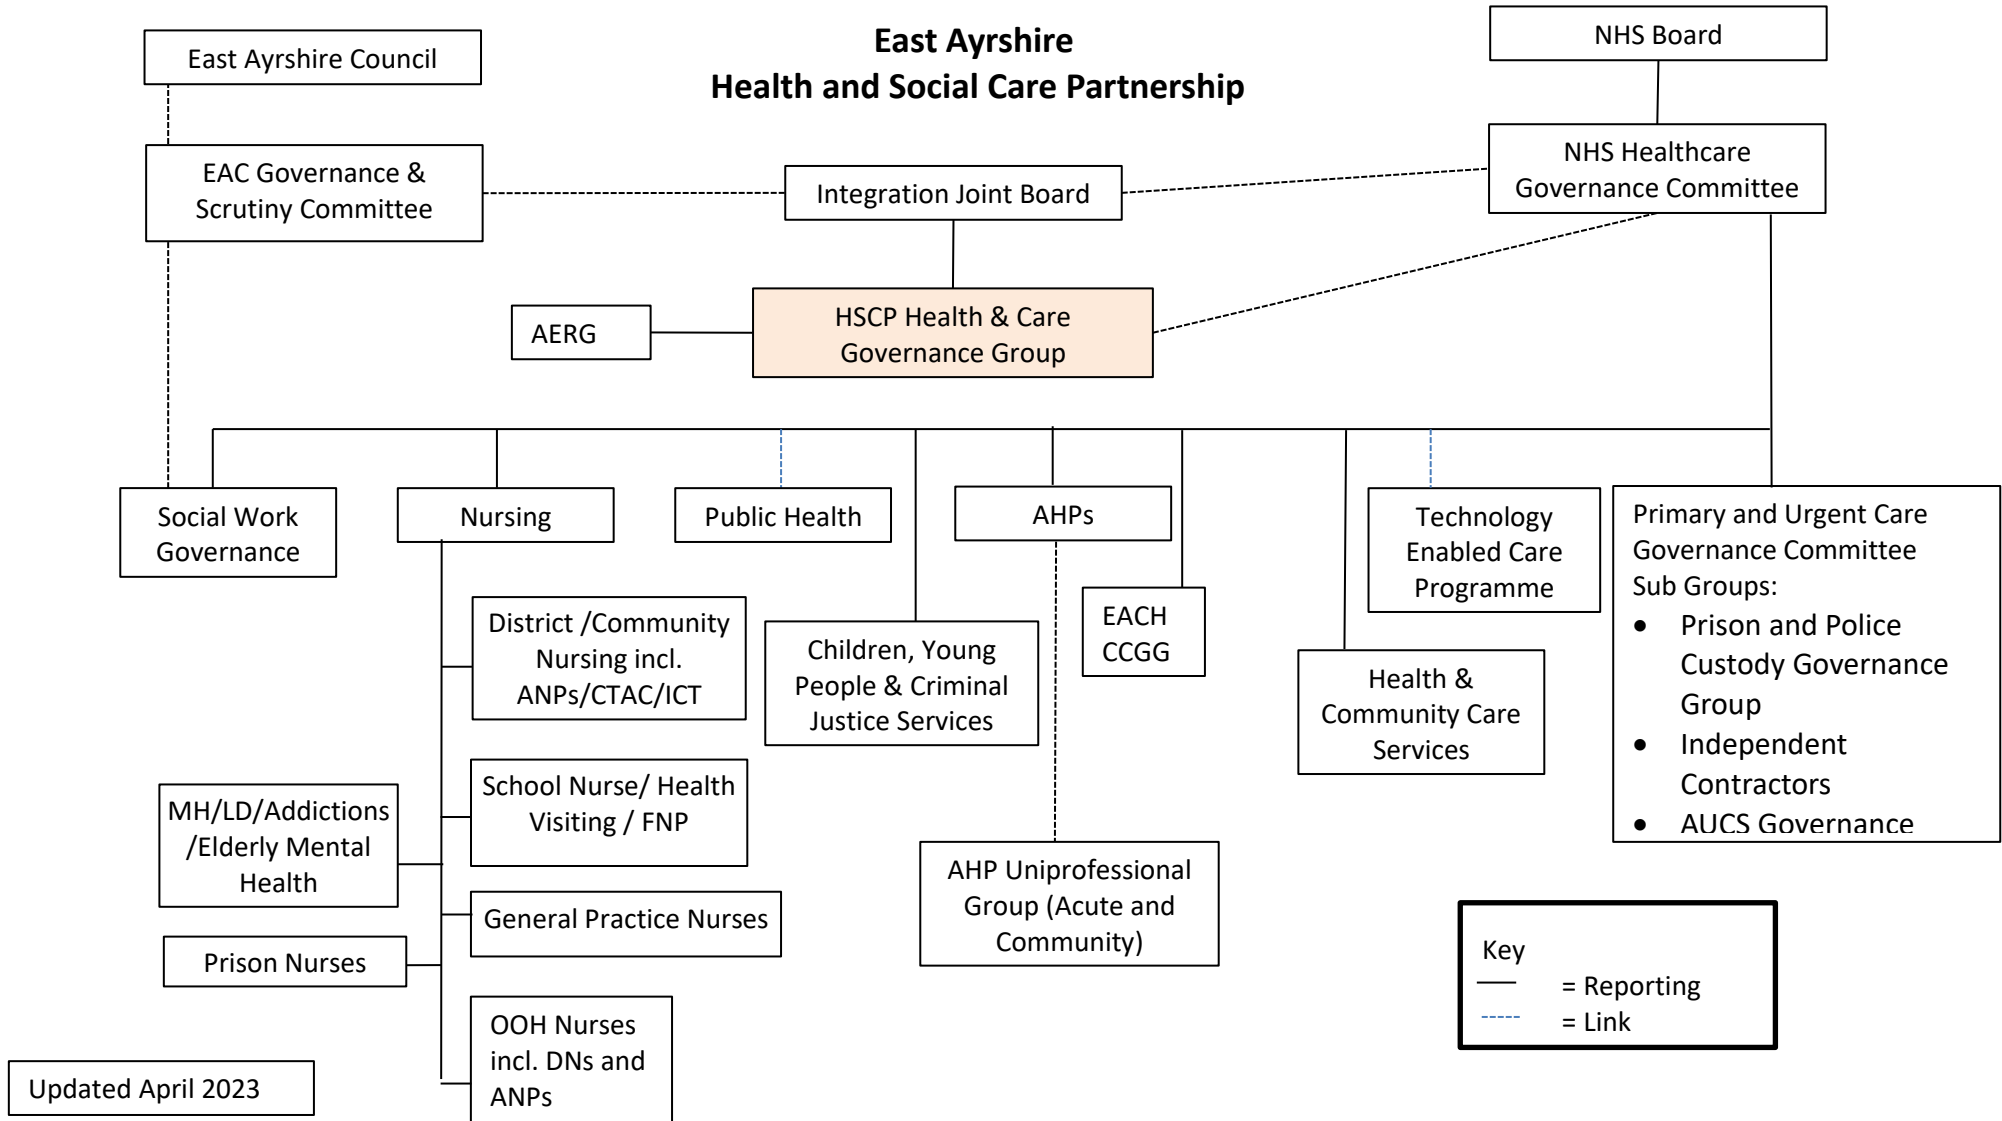 East Ayrshire
Health and Social Care Partnership
East Ayrshire Council
NHS Board
EAC Governance &
Scrutiny Committee
Integration Joint Board
NHS Healthcare
Governance Committee
AERG
HSCP Health & Care
Governance Group
Social Work
Governance
Nursing
Public Health
AHPs
Technology
Enabled Care
Programme
Primary and Urgent Care
Governance Committee
Sub Groups:
• Prison and Police
Custody Governance
Group
• Independent
Contractors
• AUCS Governance
District /Community
Nursing incl.
ANPs/CTAC/ICT
Children, Young
People & Criminal
Justice Services
EACH
CCGG
Health &
Community Care
Services
MH/LD/Addictions
/Elderly Mental
Health
School Nurse/ Health
Visiting / FNP
General Practice Nurses
Prison Nurses
AHP Uniprofessional
Group (Acute and
Community)
OOH Nurses
incl. DNs and
ANPs
Key
= Reporting
= Link
Updated April 2023